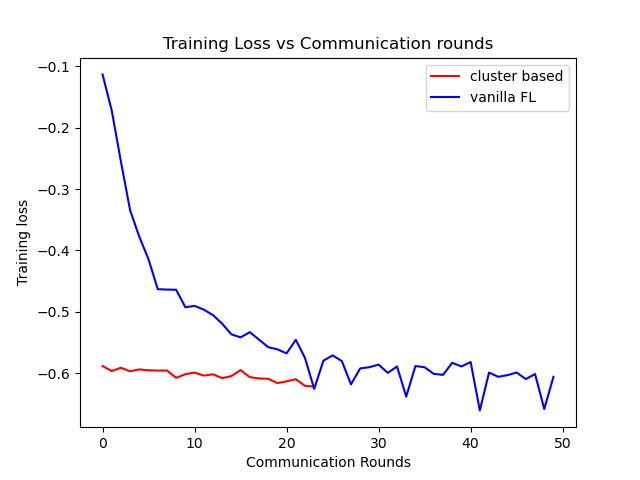 Training Loss vs Communication rounds
cluster based
vanilla FL
−0.1
−0.2
−0.3
−0.4
−0.5
−0.6
Training loss
0 10 20 30 40 50
Communication Rounds